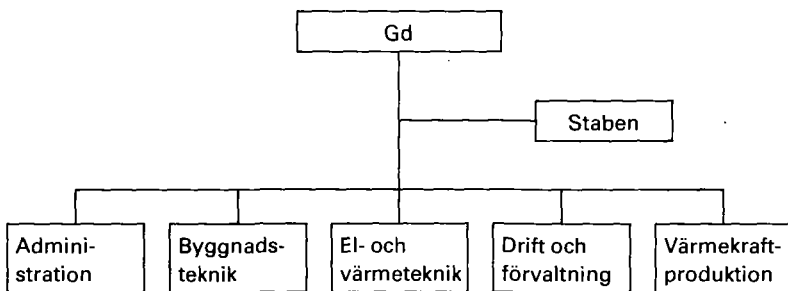 Gd
Staben
Admini-
stration
Byggnads-
teknik
El- och
värmeteknik
Drift och
förvaltning
Värmekraft-
produktion